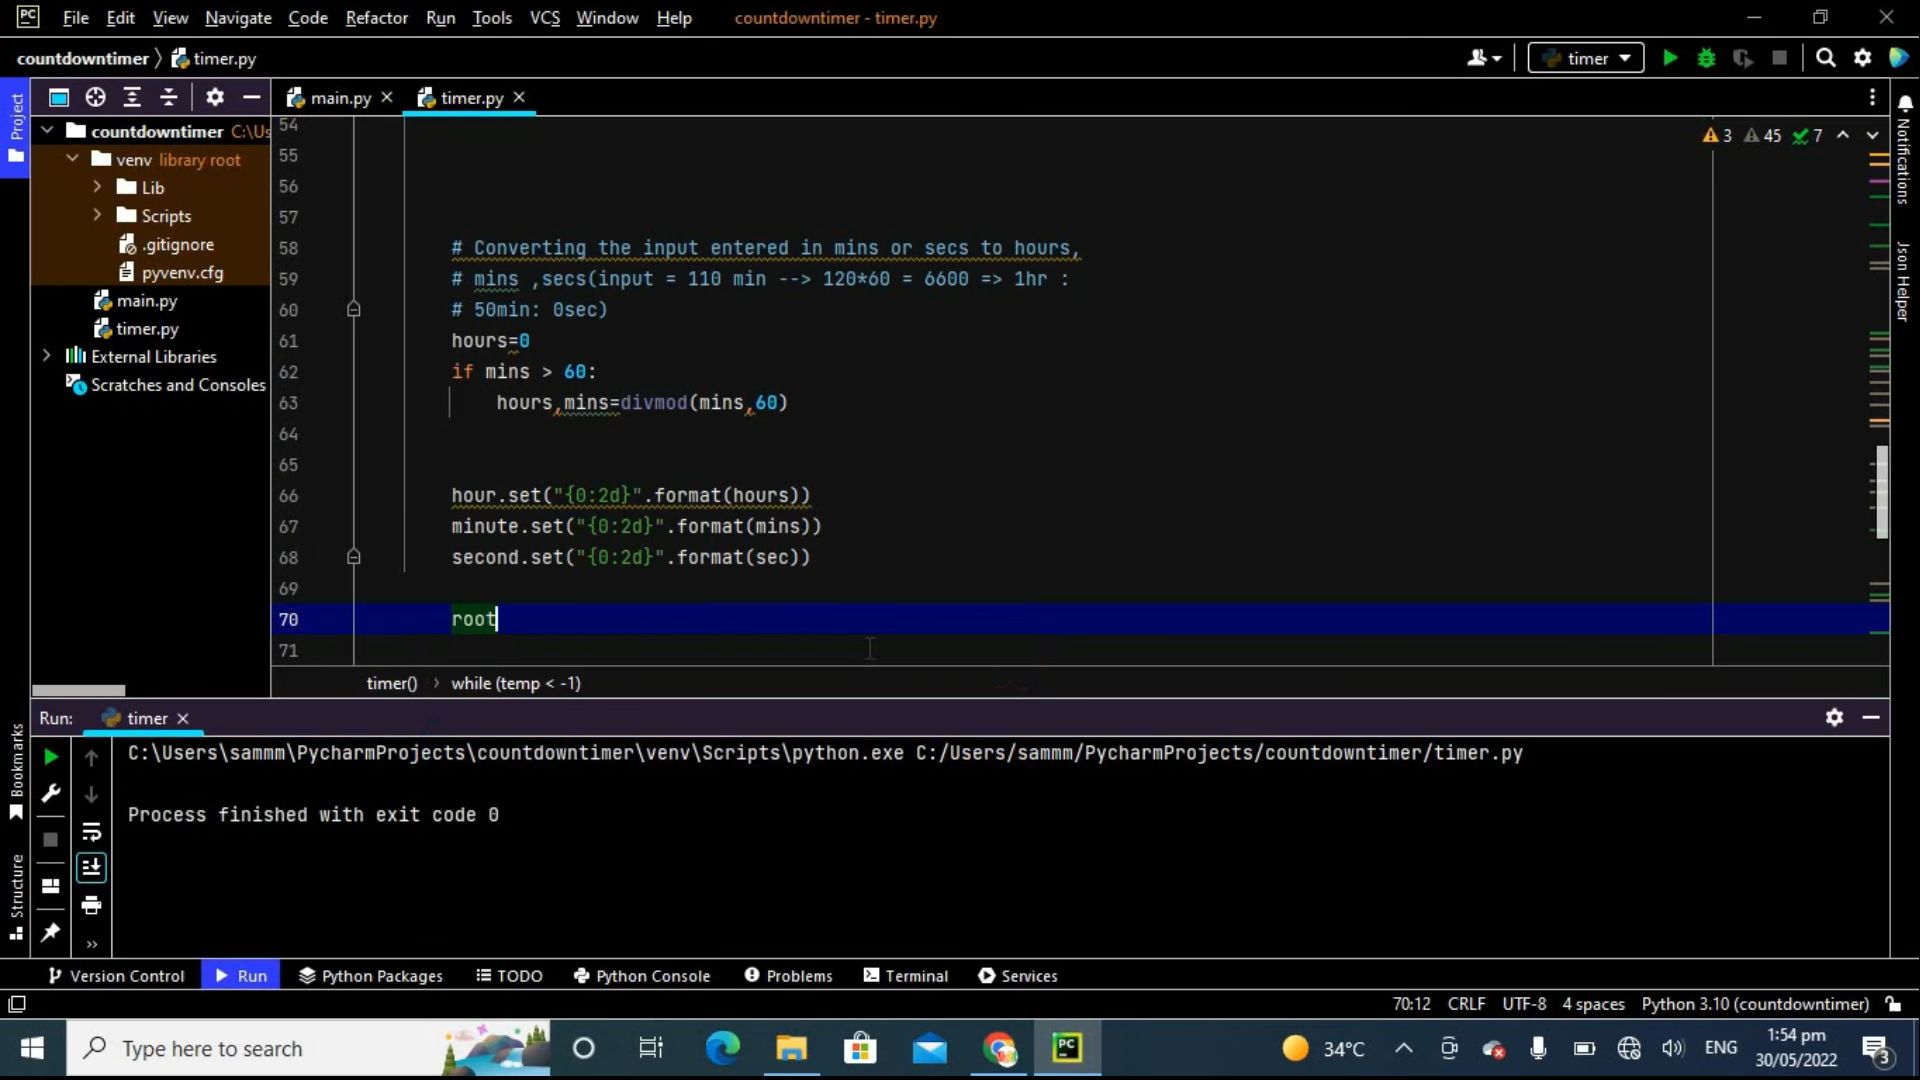 PC File Edit View Navigate Code Refactor Run Tools VCS Window Help countdowntimer - timer.py
countdowntimer timer.py timer
main.py timer.py
Project
countdowntimer C:\Us
venv library root
Lib
Scripts
.gitignore
pyvenv.cfg
main.py
timer.py
External Libraries
Scratches and Consoles
3 45 7
54
55
56
57
58 # Converting the input entered in mins or secs to hours,
59 # mins ,secs(input = 110 min --> 120*60 = 6600 => 1hr :
60 # 50min: 0sec)
61 hours=0
62 if mins > 60:
63 hours,mins=divmod(mins,60)
64
65
66 hour.set("{0:2d}".format(hours))
67 minute.set("{0:2d}".format(mins))
68 second.set("{0:2d}".format(sec))
69
70 root
71
timer() while (temp < -1)
Notifications
Json Helper
Run: timer
C:\Users\sammm\PycharmProjects\countdowntimer\venv\Scripts\python.exe C:/Users/sammm/PycharmProjects/countdowntimer/timer.py
Process finished with exit code 0
Bookmarks
Structure
Version Control Run Python Packages TODO Python Console Problems Terminal Services
70:12 CRLF UTF-8 4 spaces Python 3.10 (countdowntimer)
Type here to search PC 34°C ENG 1:54 pm
30/05/2022 3